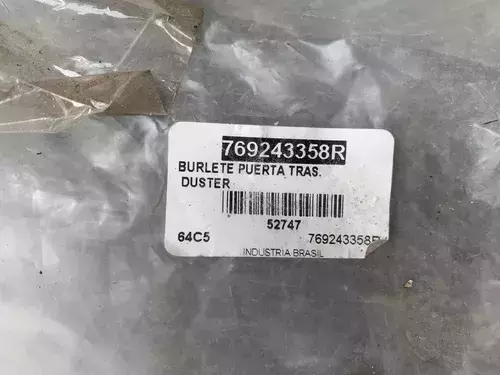 769243358R
BURLETE PUERTA TRAS.
DUSTER
52747
64C5 769243358R
INDUSTRIA BRASIL